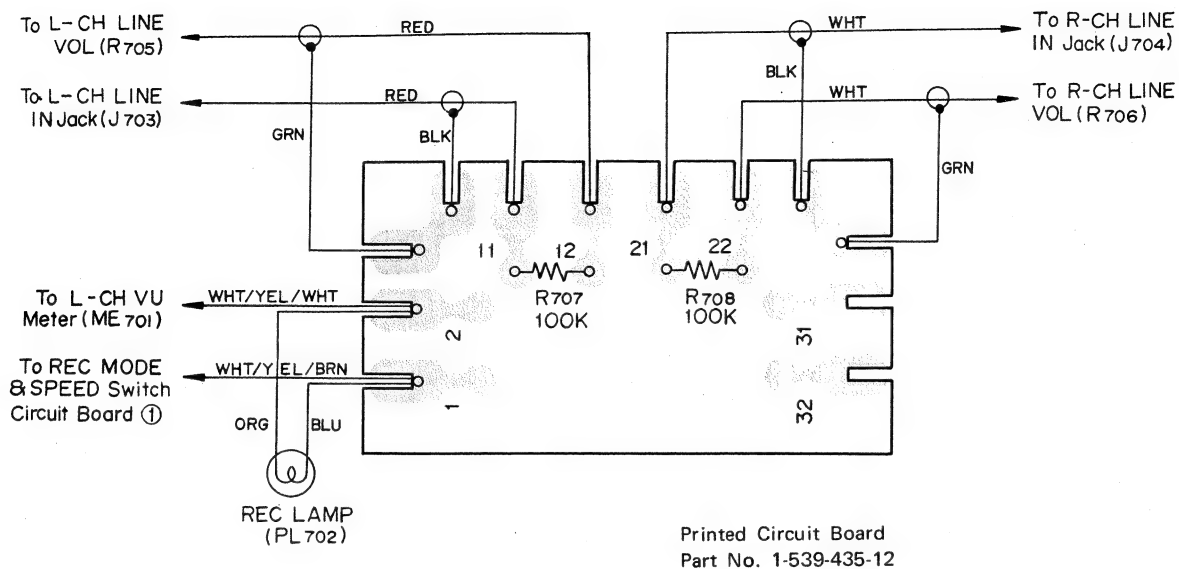 To L-CH LINE
VOL (R705)
RED
WHT
To R-CH LINE
IN Jack (J704)
To L-CH LINE
IN Jack (J703)
RED
BLK
WHT
To R-CH LINE
VOL (R706)
GRN
BLK
GRN
11
12
21
22
R707
100K
R708
100K
To L-CH VU
Meter (ME701)
WHT/YEL/WHT
2
31
To REC MODE
& SPEED Switch
Circuit Board ①
WHT/YEL/BRN
1
32
ORG
BLU
REC LAMP
(PL702)
Printed Circuit Board
Part No. 1-539-435-12